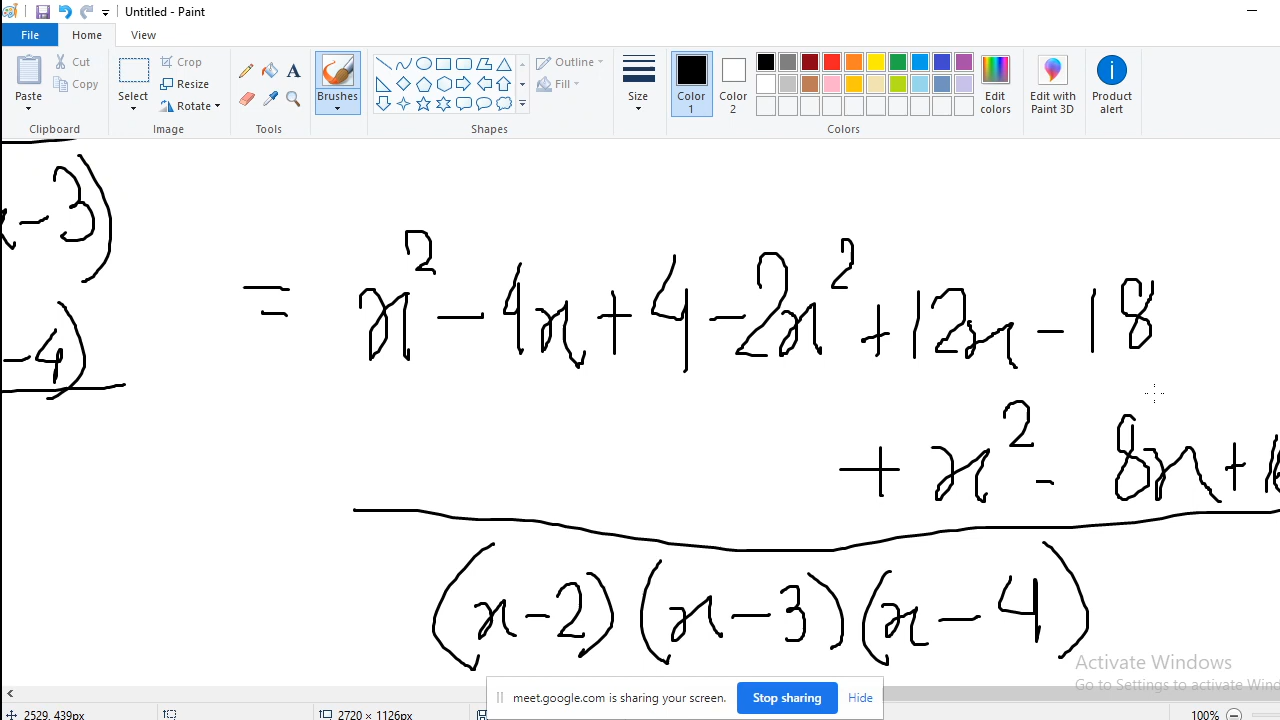 Untitled - Paint
File Home View
Paste Cut Copy Clipboard
Select Crop Resize Rotate Image
Tools
Brushes
Outline Fill Shapes
Size
Color 1 Color 2 Edit colors Colors
Edit with Paint 3D
Product alert
x - 3)
- 4)
= x² - 4x + 4 - 2x² + 12x - 18
+ x² - 8x + 1
(x - 2) (x - 3) (x - 4)
Activate Windows
Go to Settings to activate Win
meet.google.com is sharing your screen. Stop sharing Hide
2529, 439px 2720 × 1126px 100%